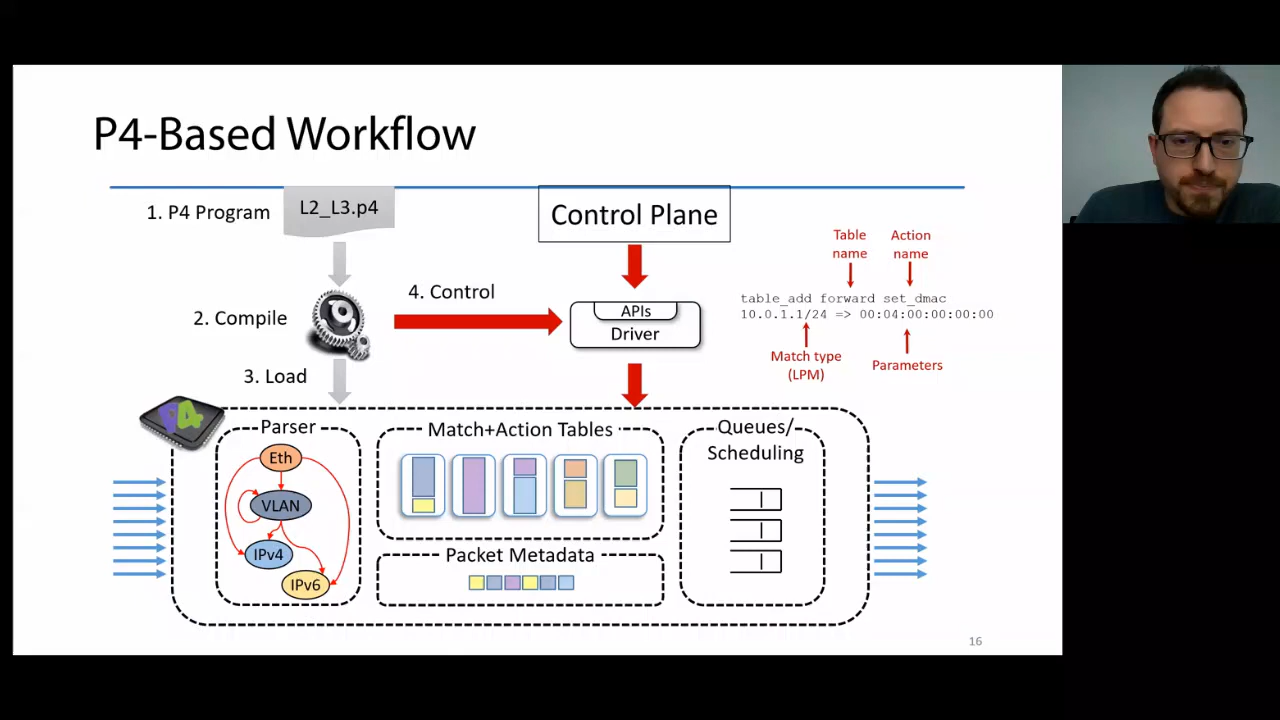 P4-Based Workflow
1. P4 Program
L2_L3.p4
Control Plane
2. Compile
4. Control
APIs
Driver
3. Load
Table
name
Action
name
table_add forward set_dmac
10.0.1.1/24 => 00:04:00:00:00:00
Match type
(LPM)
Parameters
P4
Parser
Eth
VLAN
IPv4
IPv6
Match+Action Tables
Packet Metadata
Queues/
Scheduling
16